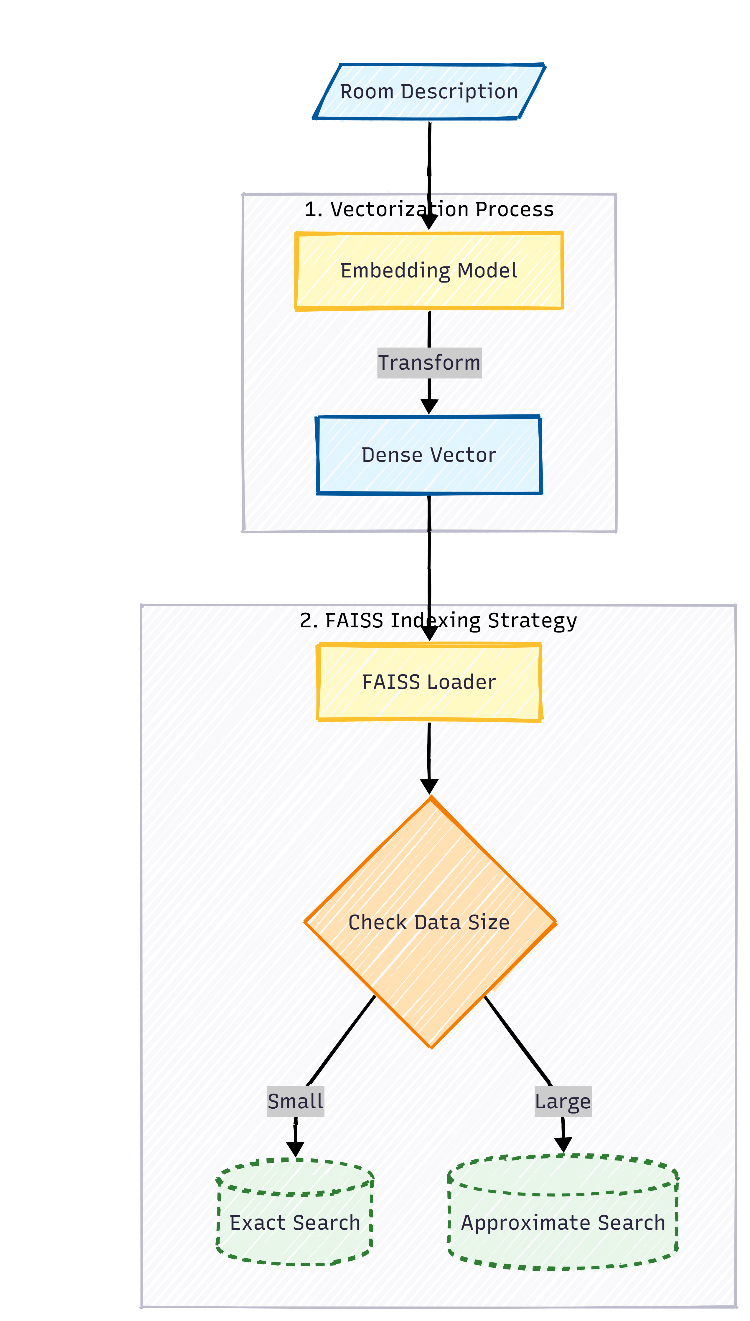 Room Description
1. Vectorization Process
Embedding Model
Transform
Dense Vector
2. FAISS Indexing Strategy
FAISS Loader
Check Data Size
Small
Large
Exact Search
Approximate Search